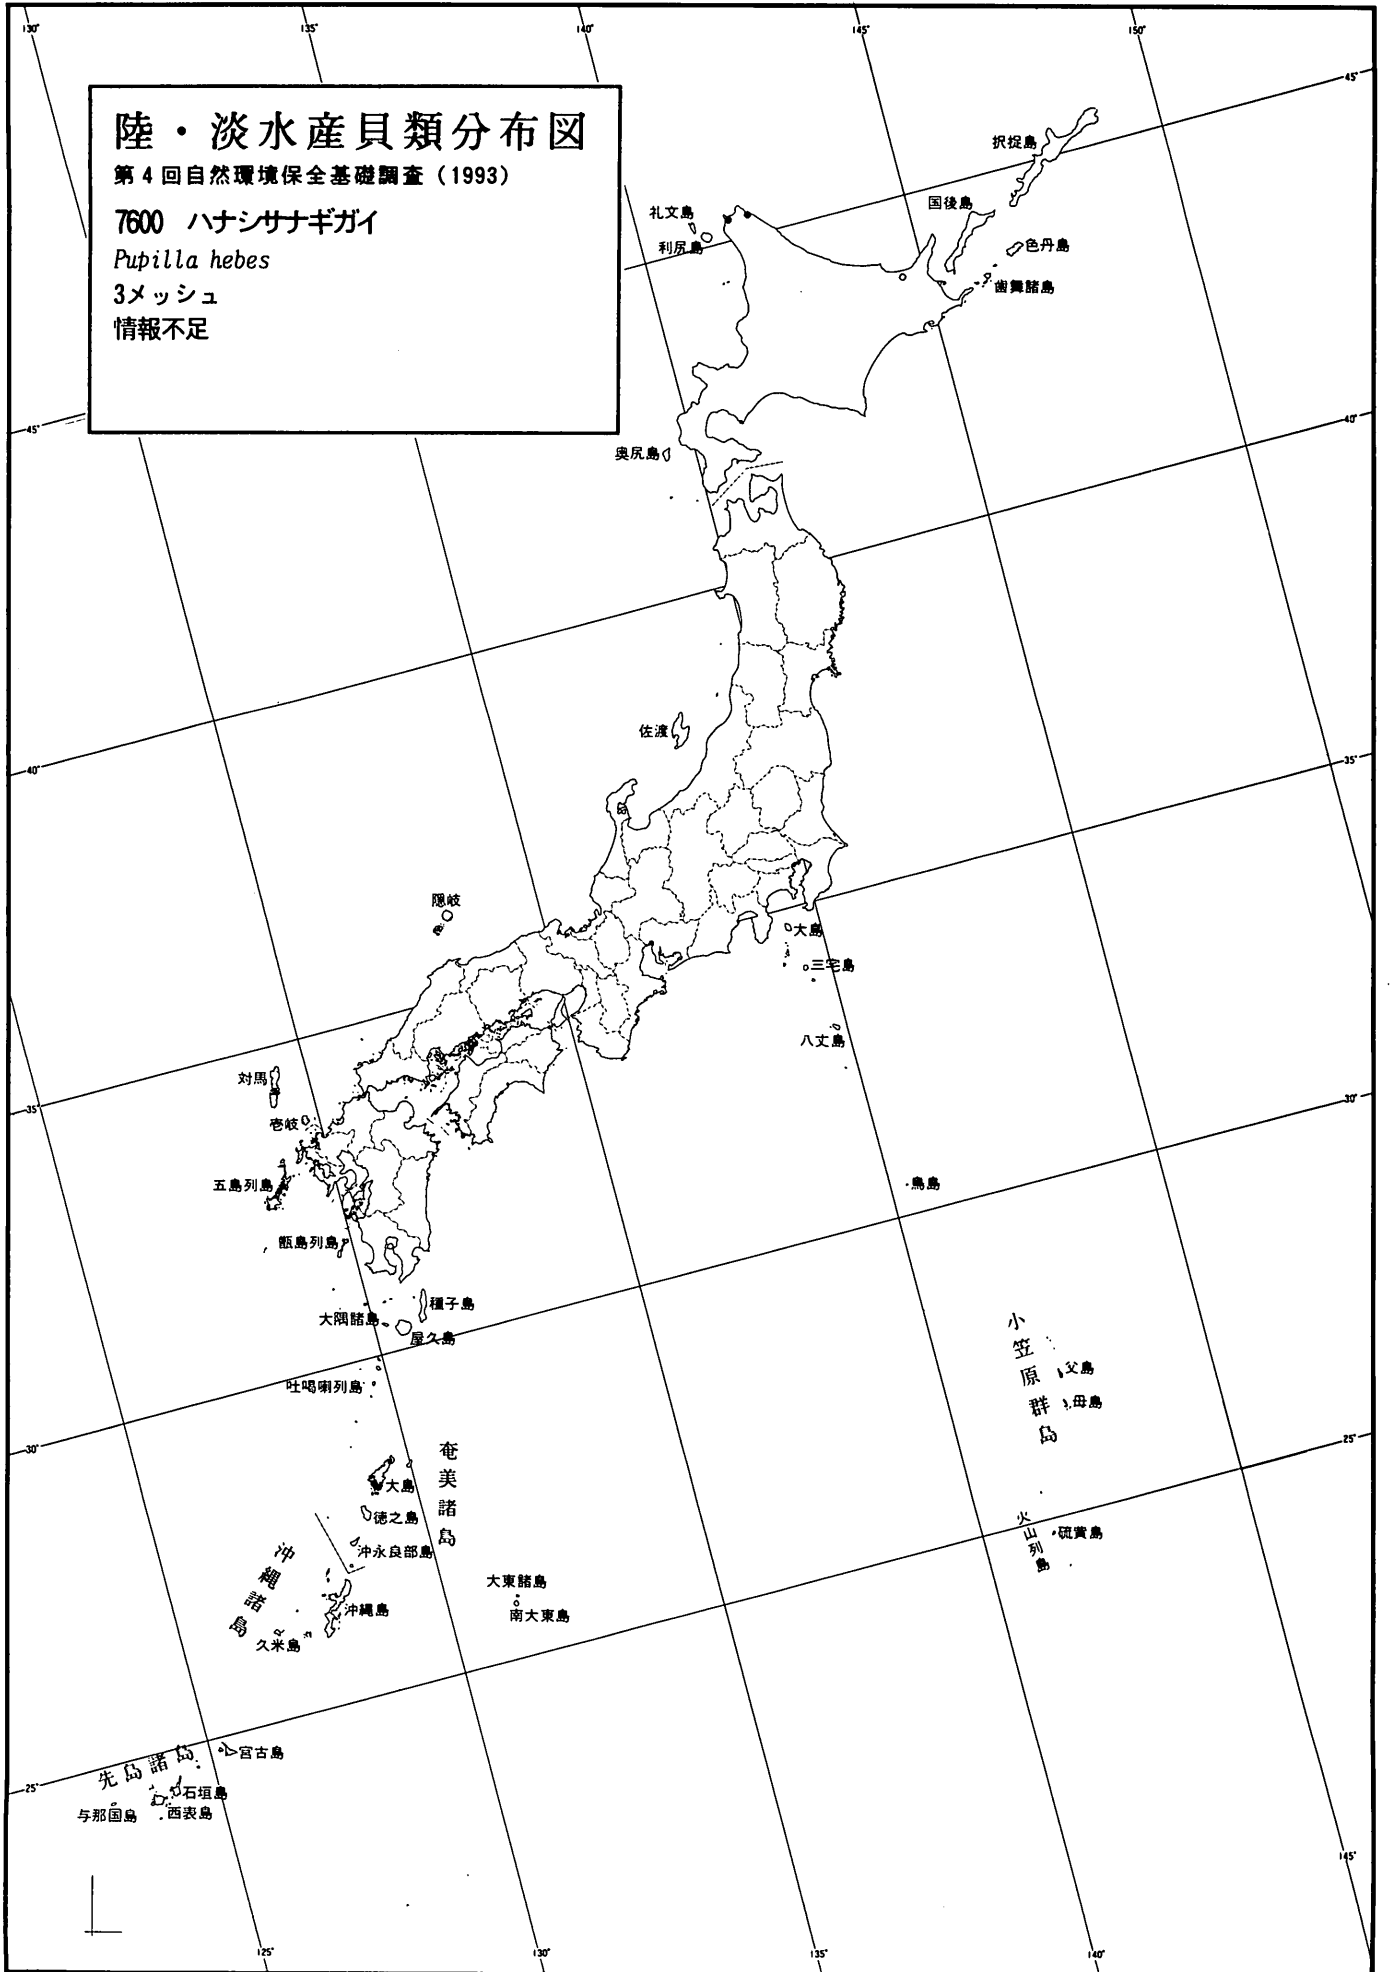 130°
135°
140°
145°
150°
陸・淡水産貝類分布図
第4回自然環境保全基礎調査(1993)
7600 ハナシサナギガイ
Pupilla hebes
3メッシュ
情報不足
45°
択捉島
国後島
色丹島
歯舞諸島
礼文島
利尻島
45°
40°
奥尻島
佐渡
40°
35°
隠岐
大島
三宅島
八丈島
対馬
壱岐
35°
30°
五島列島
鳥島
甑島列島
種子島
大隅諸島
屋久島
吐噶喇列島
小笠原群島
父島
母島
30°
25°
奄美諸島
大島
徳之島
沖永良部島
火山列島
硫黄島
沖縄諸島
沖縄島
久米島
大東諸島
南大東島
先島諸島
宮古島
石垣島
西表島
与那国島
25°
145°
125°
130°
135°
140°